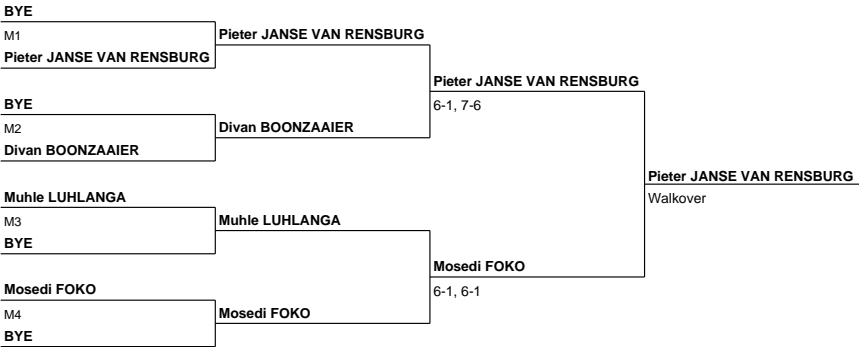 BYE
M1
Pieter JANSE VAN RENSBURG
Pieter JANSE VAN RENSBURG
BYE
M2
Divan BOONZAAIER
Divan BOONZAAIER
Pieter JANSE VAN RENSBURG
6-1, 7-6
Muhle LUHLANGA
M3
BYE
Muhle LUHLANGA
Mosedi FOKO
M4
BYE
Mosedi FOKO
Mosedi FOKO
6-1, 6-1
Pieter JANSE VAN RENSBURG
Walkover